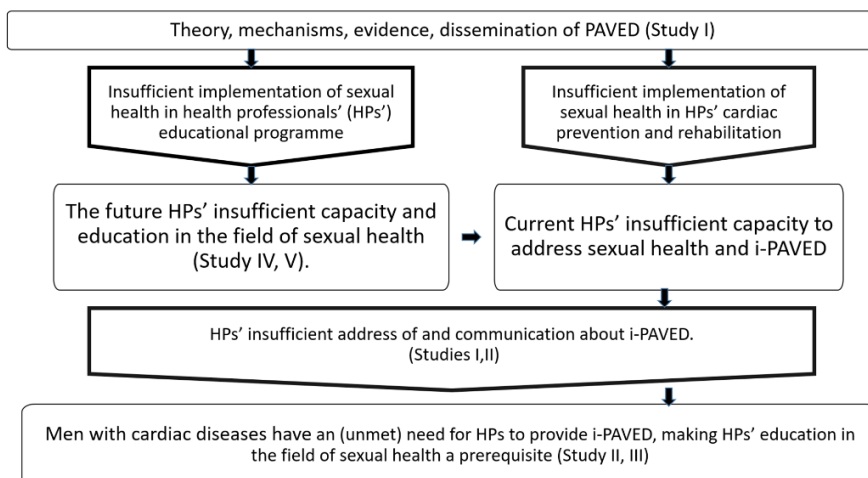 Theory, mechanisms, evidence, dissemination of PAVED (Study I)
Insufficient implementation of sexual
health in health professionals' (HPs')
educational programme
Insufficient implementation of
sexual health in HPs' cardiac
prevention and rehabilitation
The future HPs' insufficient capacity and
education in the field of sexual health
(Study IV, V).
Current HPs' insufficient capacity to
address sexual health and i-PAVED
HPs' insufficient address of and communication about i-PAVED.
(Studies I,II)
Men with cardiac diseases have an (unmet) need for HPs to provide i-PAVED, making HPs' education in
the field of sexual health a prerequisite (Study II, III)